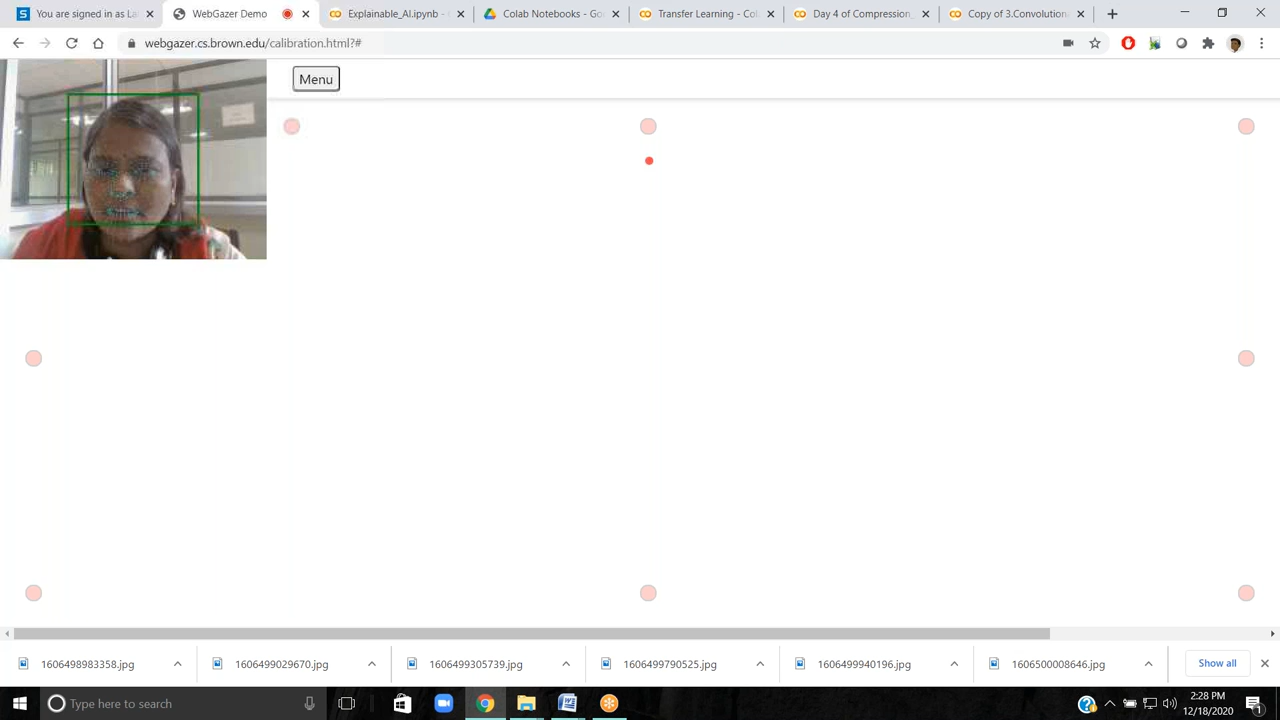 You are signed in as La
WebGazer Demo
Explainable_AI.ipynb -
Colab Notebooks - Go
Transfer Learning - Col
Day 4 of Compression_
Copy of 3.Convolution
webgazer.cs.brown.edu/calibration.html?#
Menu
1606498983358.jpg
1606499029670.jpg
1606499305739.jpg
1606499790525.jpg
1606499940196.jpg
1606500008646.jpg
Show all
Type here to search
2:28 PM
12/18/2020